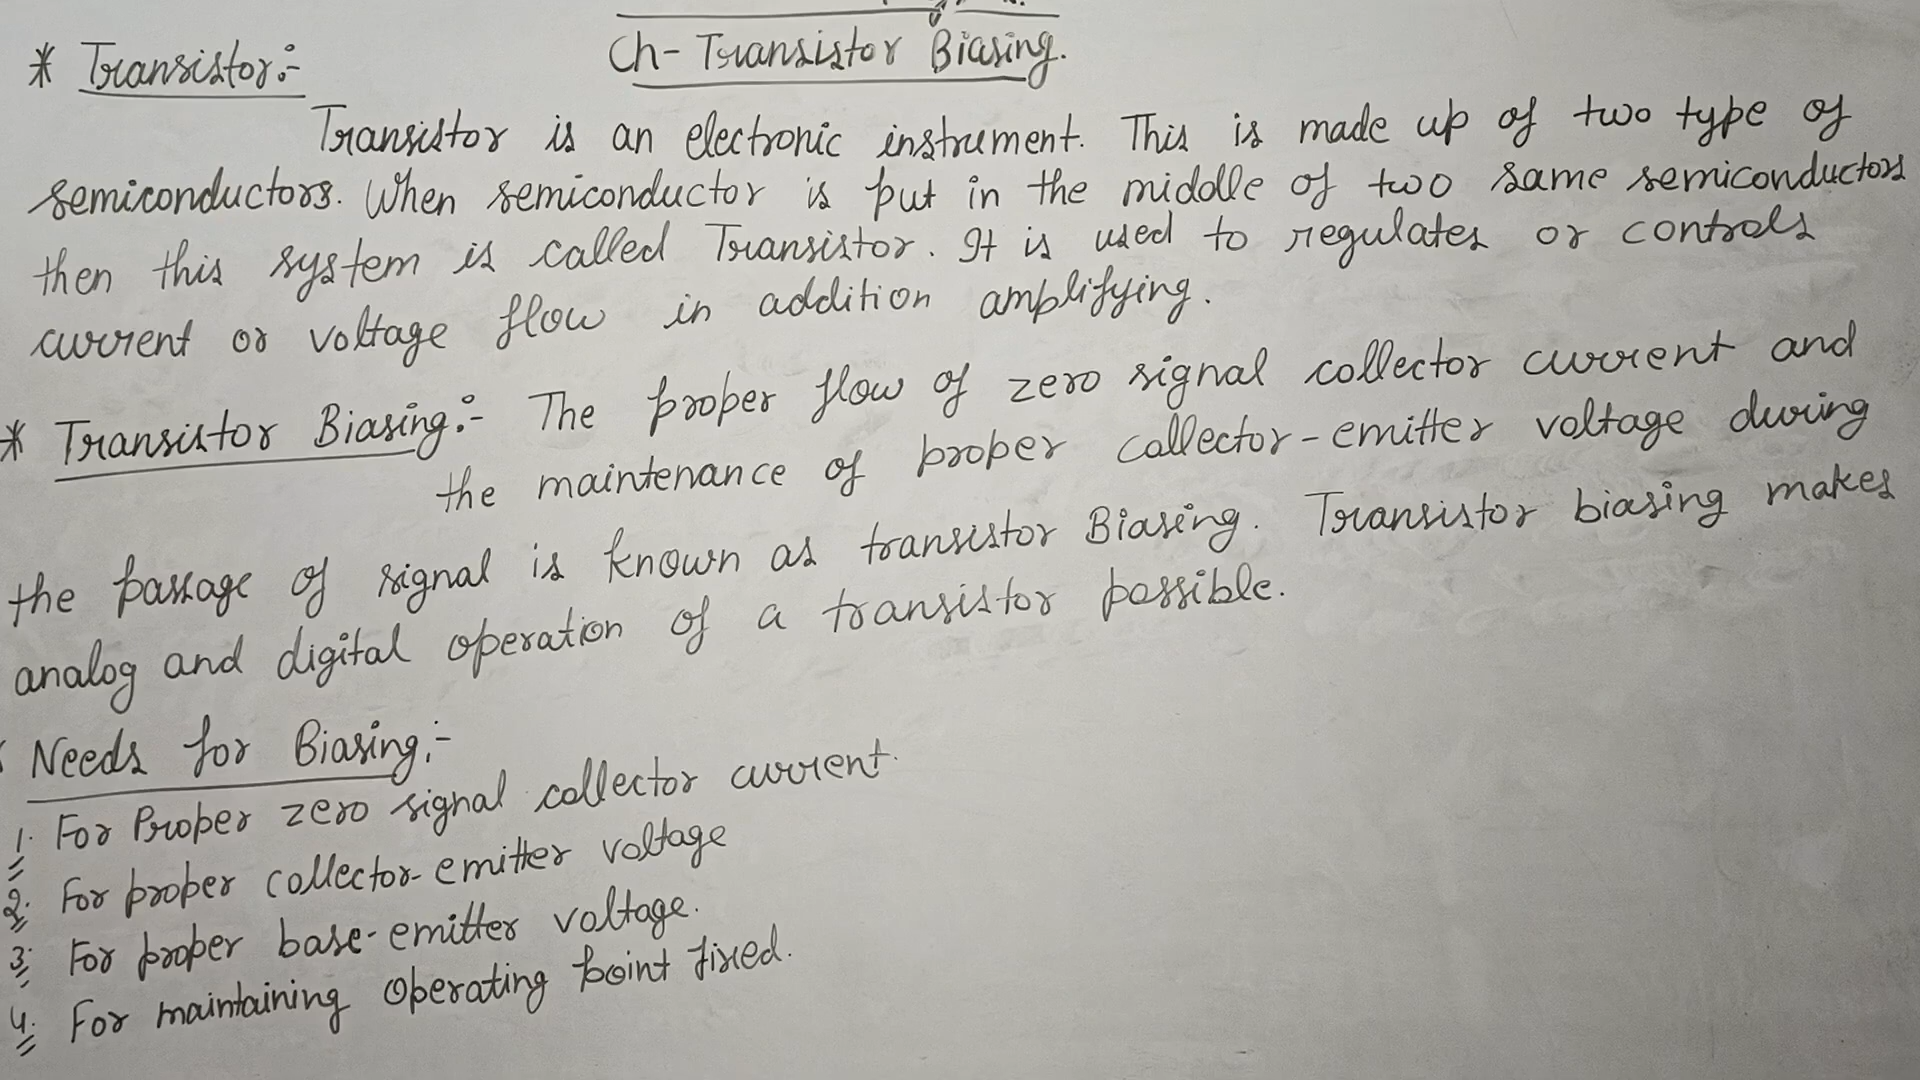 Ch- Transistor Biasing.
* Transistor:-
Transistor is an electronic instrument. This is made up of two type of
semiconductors. When semiconductor is put in the middle of two same semiconductors
then this system is called Transistor. It is used to regulates or controls
current or voltage flow in addition amplifying.
* Transistor Biasing:- The proper flow of zero signal collector current and
the maintenance of proper collector-emitter voltage during
the passage of signal is known as transistor Biasing. Transistor biasing makes
analog and digital operation of a transistor possible.
Needs for Biasing:-
1. For Proper zero signal collector current.
2. For proper collector-emitter voltage
3. For proper base-emitter voltage.
4. For maintaining operating point fixed.